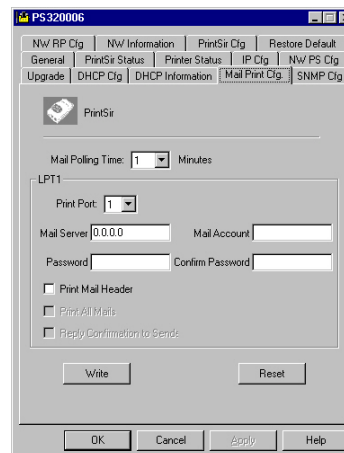 PS320006
NW RP Cfg NW Information PrintSir Cfg Restore Default
General PrintSir Status Printer Status IP Cfg NW PS Cfg
Upgrade DHCP Cfg DHCP Information Mail Print Cfg. SNMP Cfg
PrintSir
Mail Polling Time: 1 Minutes
LPT1
Print Port: 1
Mail Server 0.0.0.0 Mail Account
Password Confirm Password
Print Mail Header
Print All Mails
Reply Confirmation to Sende
Write Reset
OK Cancel Apply Help